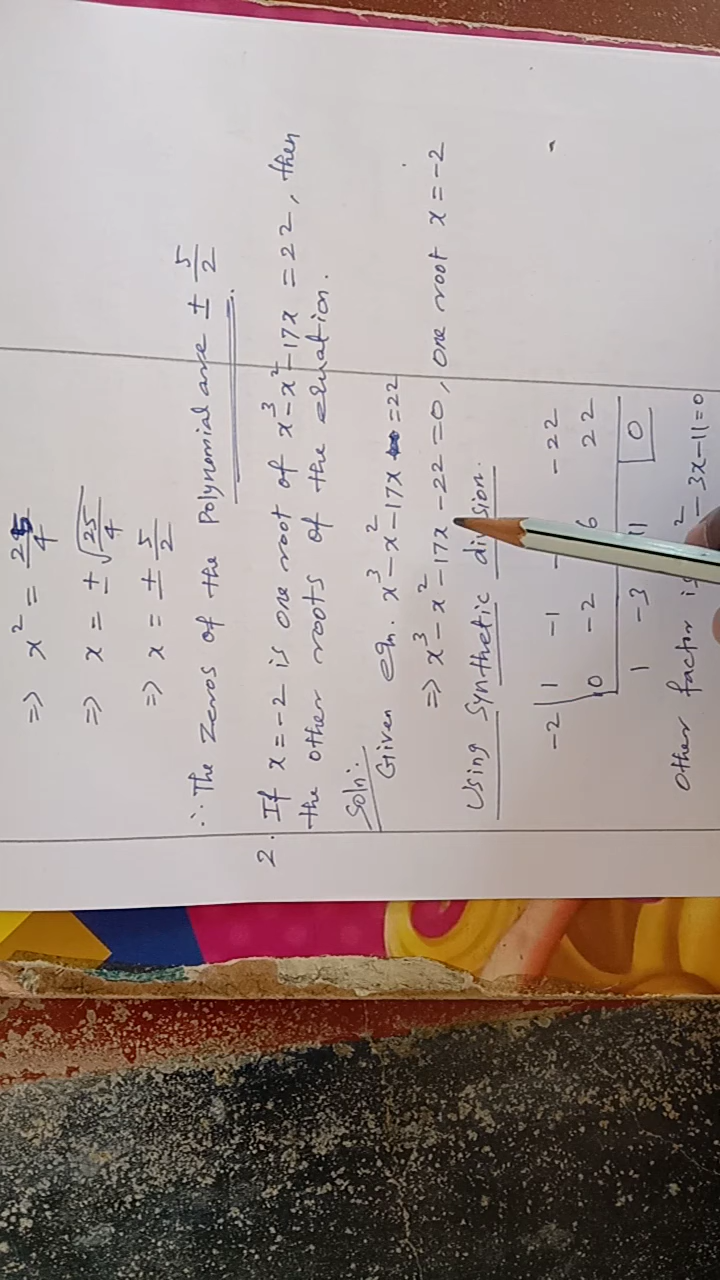 => x² = 25/4
=> x = ±√25/4
=> x = ± 5/2
∴ The Zeros of the Polynomial are ± 5/2.
2. If x = -2 is one root of x³-x²-17x = 22, then
the other roots of the equation.
Soln:
Given eqn. x³-x²-17x =22
=> x³-x²-17x-22=0, one root x = -2
Using Synthetic division.
-2 | 1 -1 - -22
0 -2 6 22
1 -3 11 0
Other factor is ² - 3x-11=0